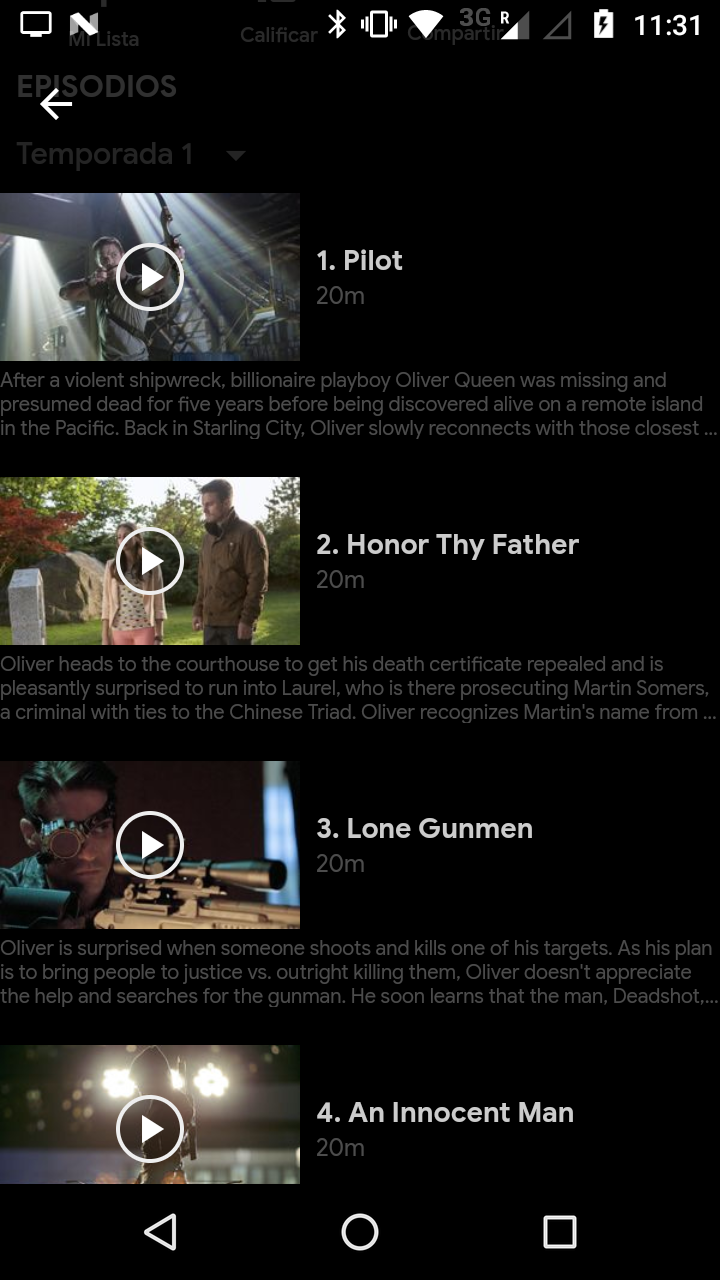 3G R 11:31
Mi Lista Calificar Compartir
EPISODIOS
Temporada 1
1. Pilot
20m
After a violent shipwreck, billionaire playboy Oliver Queen was missing and
presumed dead for five years before being discovered alive on a remote island
in the Pacific. Back in Starling City, Oliver slowly reconnects with those closest ...
2. Honor Thy Father
20m
Oliver heads to the courthouse to get his death certificate repealed and is
pleasantly surprised to run into Laurel, who is there prosecuting Martin Somers,
a criminal with ties to the Chinese Triad. Oliver recognizes Martin's name from ...
3. Lone Gunmen
20m
Oliver is surprised when someone shoots and kills one of his targets. As his plan
is to bring people to justice vs. outright killing them, Oliver doesn't appreciate
the help and searches for the gunman. He soon learns that the man, Deadshot,...
4. An Innocent Man
20m